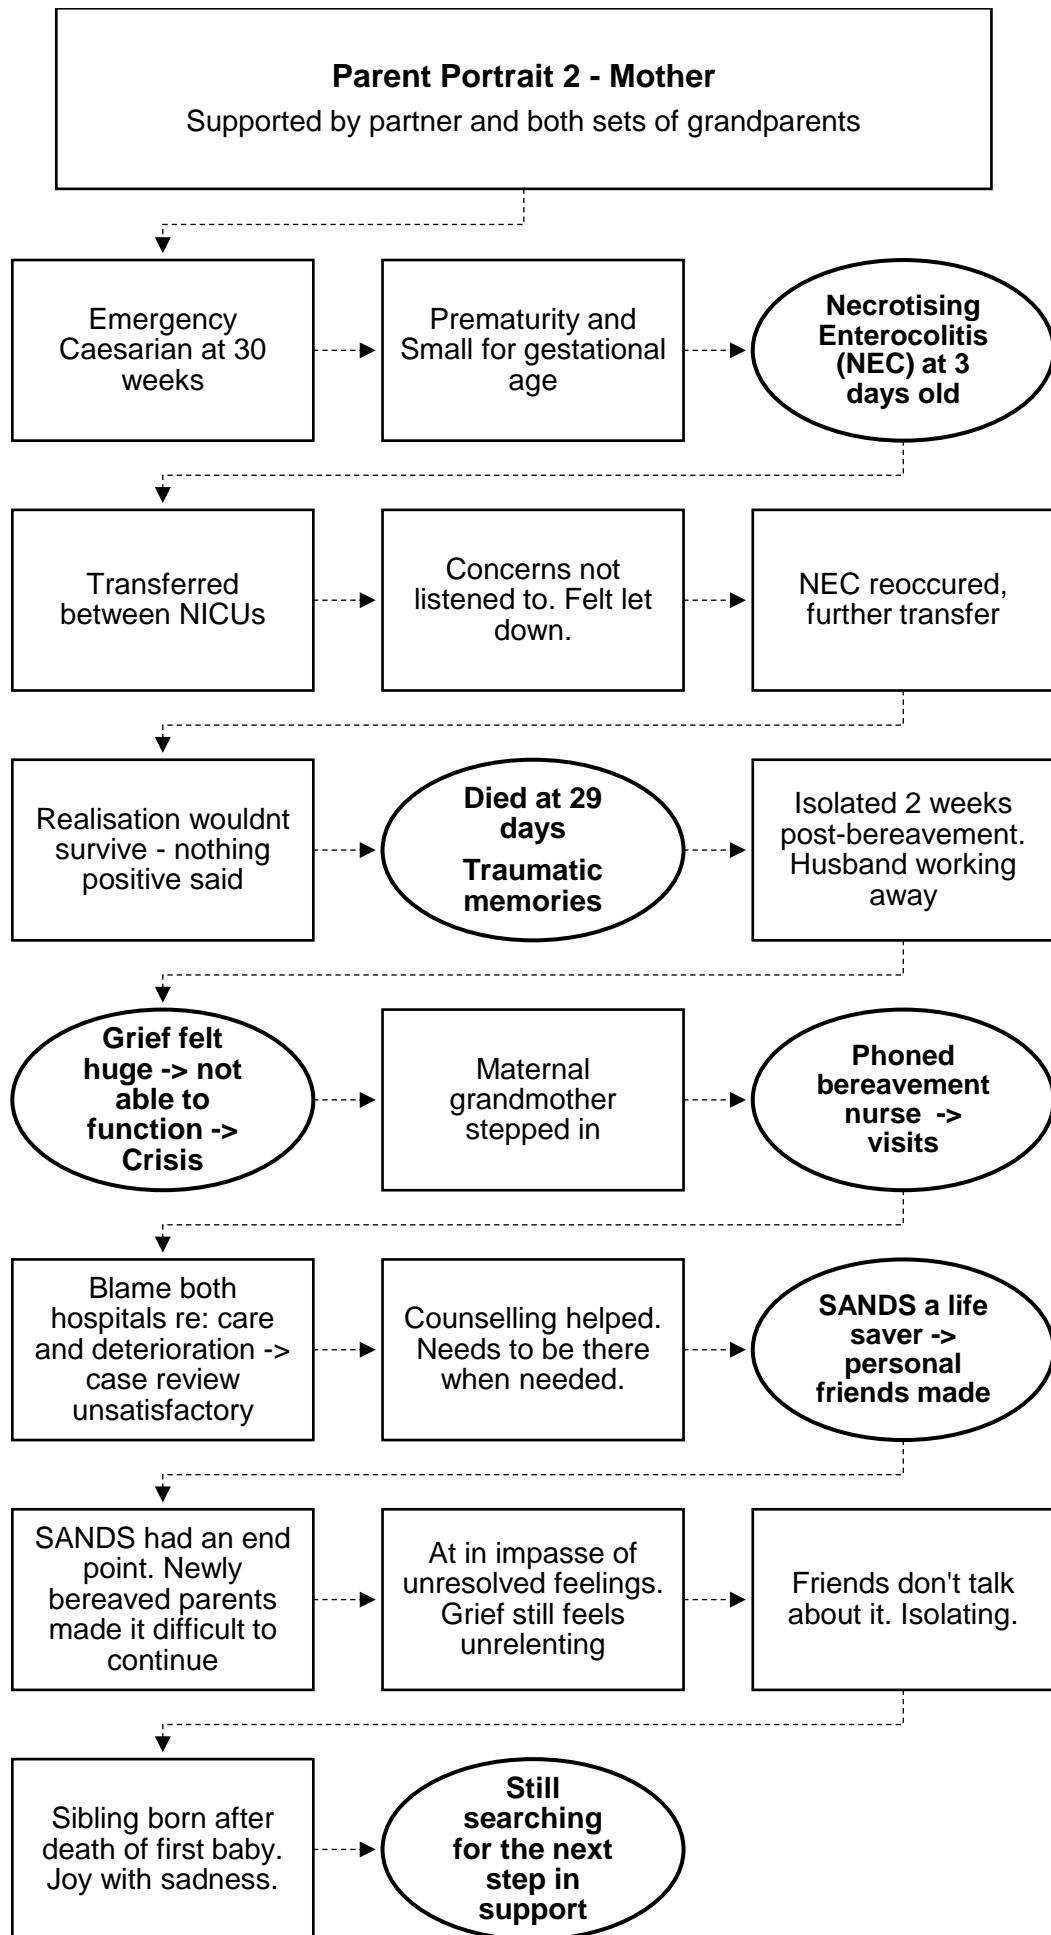 Parent Portrait 2 - Mother
Supported by partner and both sets of grandparents
Emergency
Caesarian at 30
weeks
Prematurity and
Small for gestational
age
Necrotising
Enterocolitis
(NEC) at 3
days old
Transferred
between NICUs
Concerns not
listened to. Felt let
down.
NEC reoccured,
further transfer
Realisation wouldnt
survive - nothing
positive said
Died at 29
days
Traumatic
memories
Isolated 2 weeks
post-bereavement.
Husband working
away
Grief felt
huge -> not
able to
function ->
Crisis
Maternal
grandmother
stepped in
Phoned
bereavement
nurse  ->
visits
Blame both
hospitals re: care
and deterioration ->
case review
unsatisfactory
Counselling helped.
Needs to be there
when needed.
SANDS a life
saver ->
personal
friends made
SANDS had an end
point. Newly
bereaved parents
made it difficult to
continue
At in impasse of
unresolved feelings.
Grief still feels
unrelenting
Friends don't talk
about it. Isolating.
Sibling born after
death of first baby.
Joy with sadness.
Still
searching
for the next
step in
support